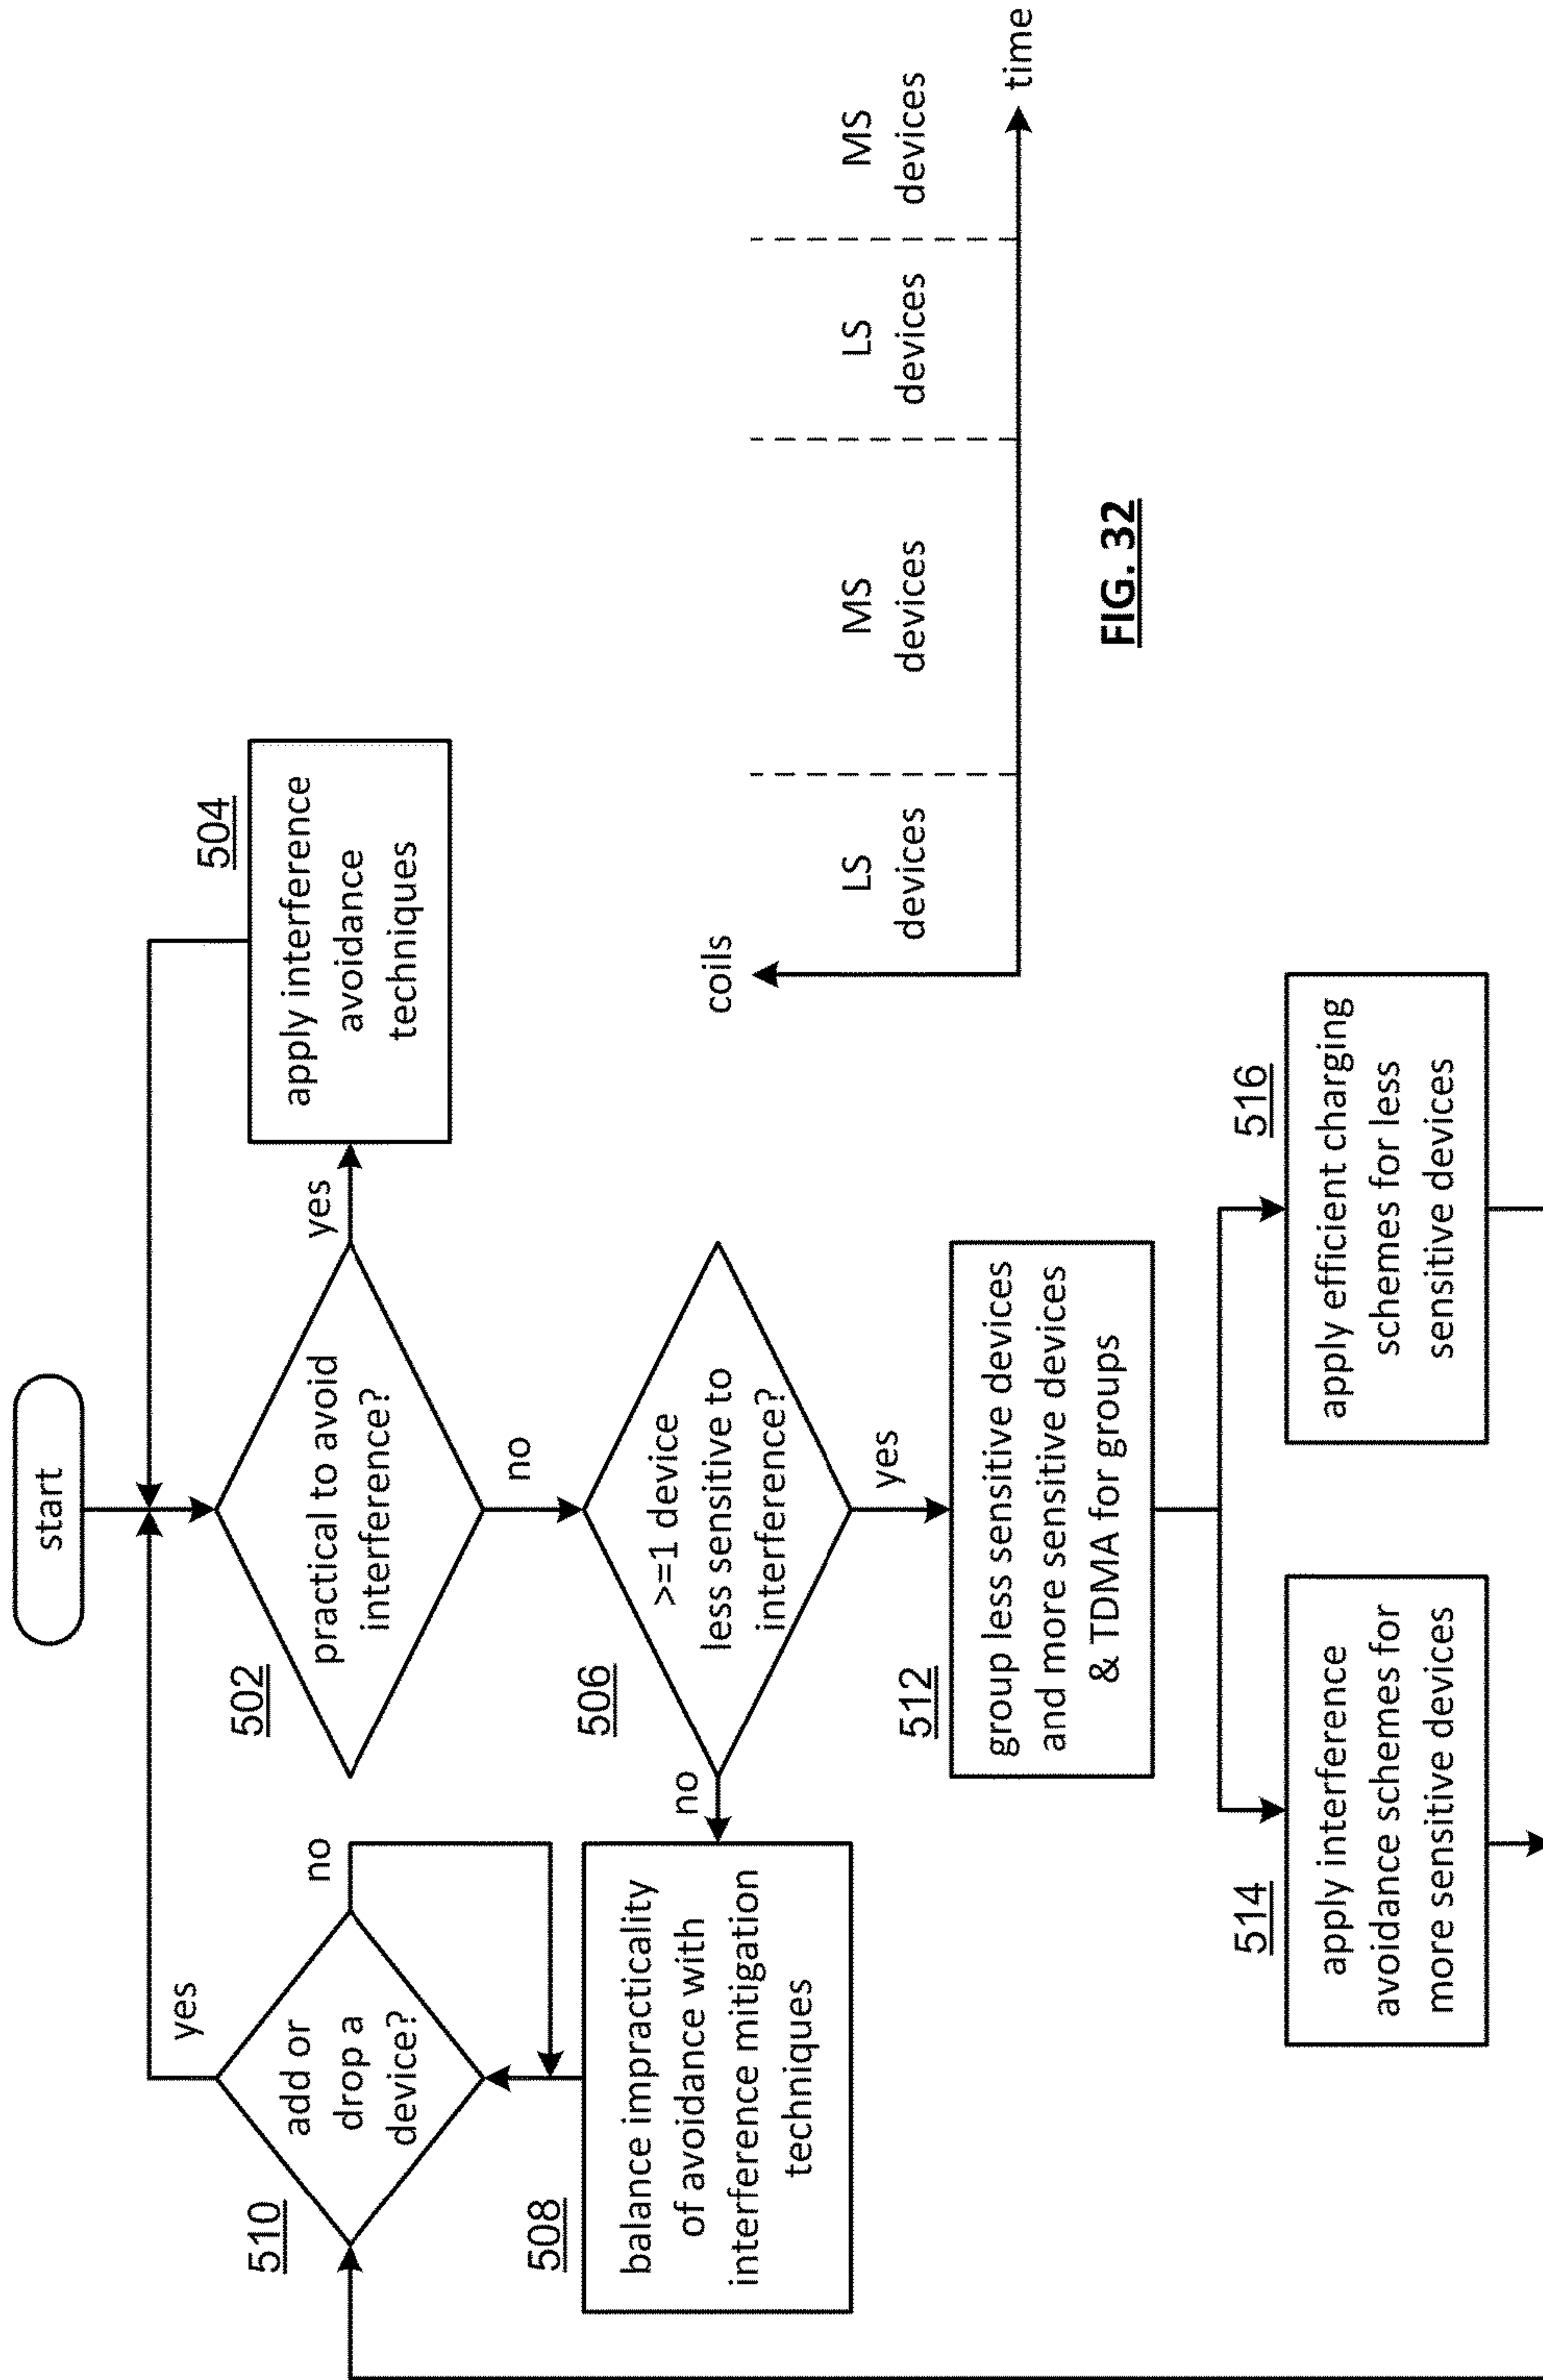 start
502
practical to avoid
interference?
yes
no
504
apply interference
avoidance
techniques
510
add or
drop a
device?
yes
no
506
>=1 device
less sensitive to
interference?
no
yes
508
balance impracticality
of avoidance with
interference mitigation
techniques
512
group less sensitive devices
and more sensitive devices
& TDMA for groups
514
apply interference
avoidance schemes for
more sensitive devices
516
apply efficient charging
schemes for less
sensitive devices
coils
LS
devices
MS
devices
LS
devices
MS
devices
time
FIG. 32